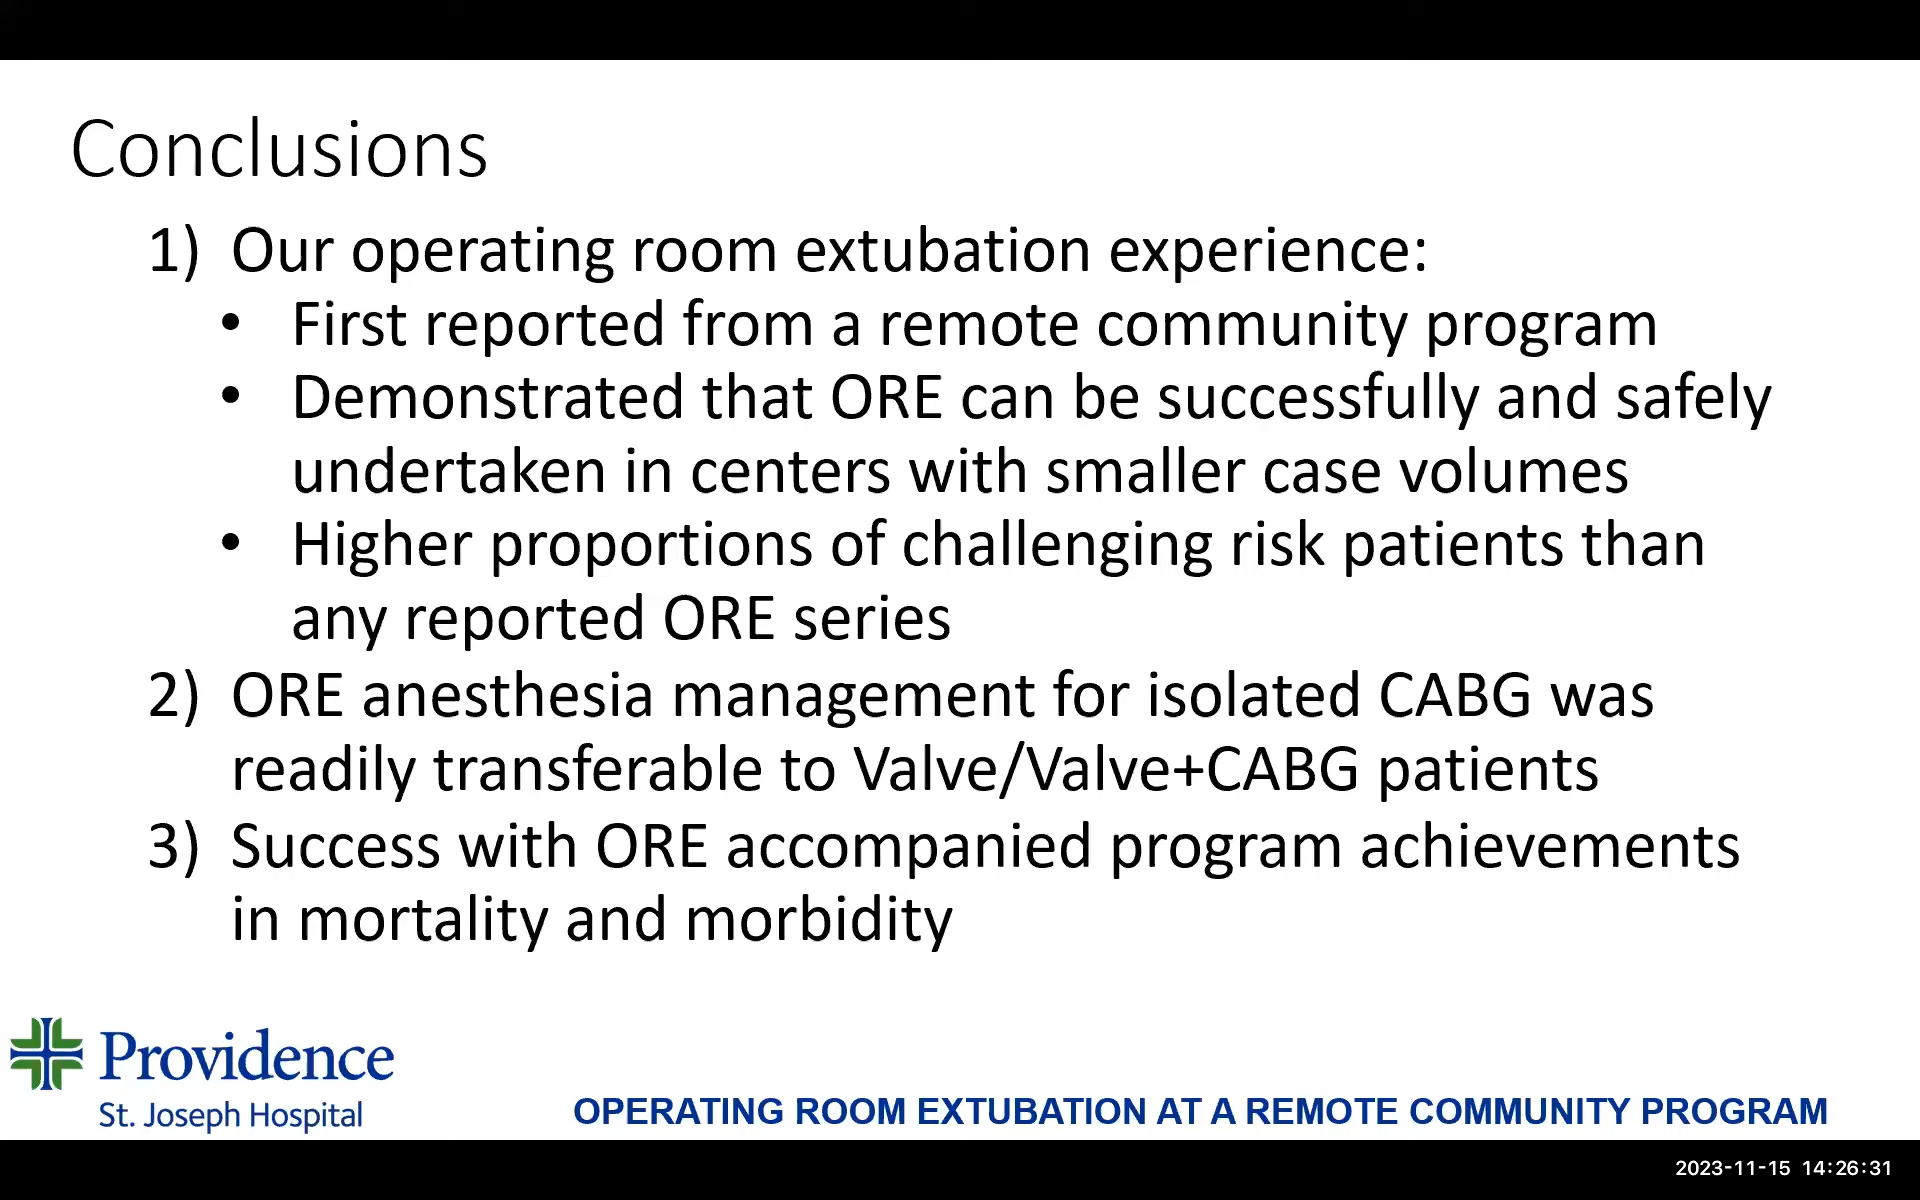 Conclusions
1) Our operating room extubation experience:
• First reported from a remote community program
• Demonstrated that ORE can be successfully and safely
undertaken in centers with smaller case volumes
• Higher proportions of challenging risk patients than
any reported ORE series
2) ORE anesthesia management for isolated CABG was
readily transferable to Valve/Valve+CABG patients
3) Success with ORE accompanied program achievements
in mortality and morbidity
Providence
St. Joseph Hospital
OPERATING ROOM EXTUBATION AT A REMOTE COMMUNITY PROGRAM
2023-11-15 14:26:31